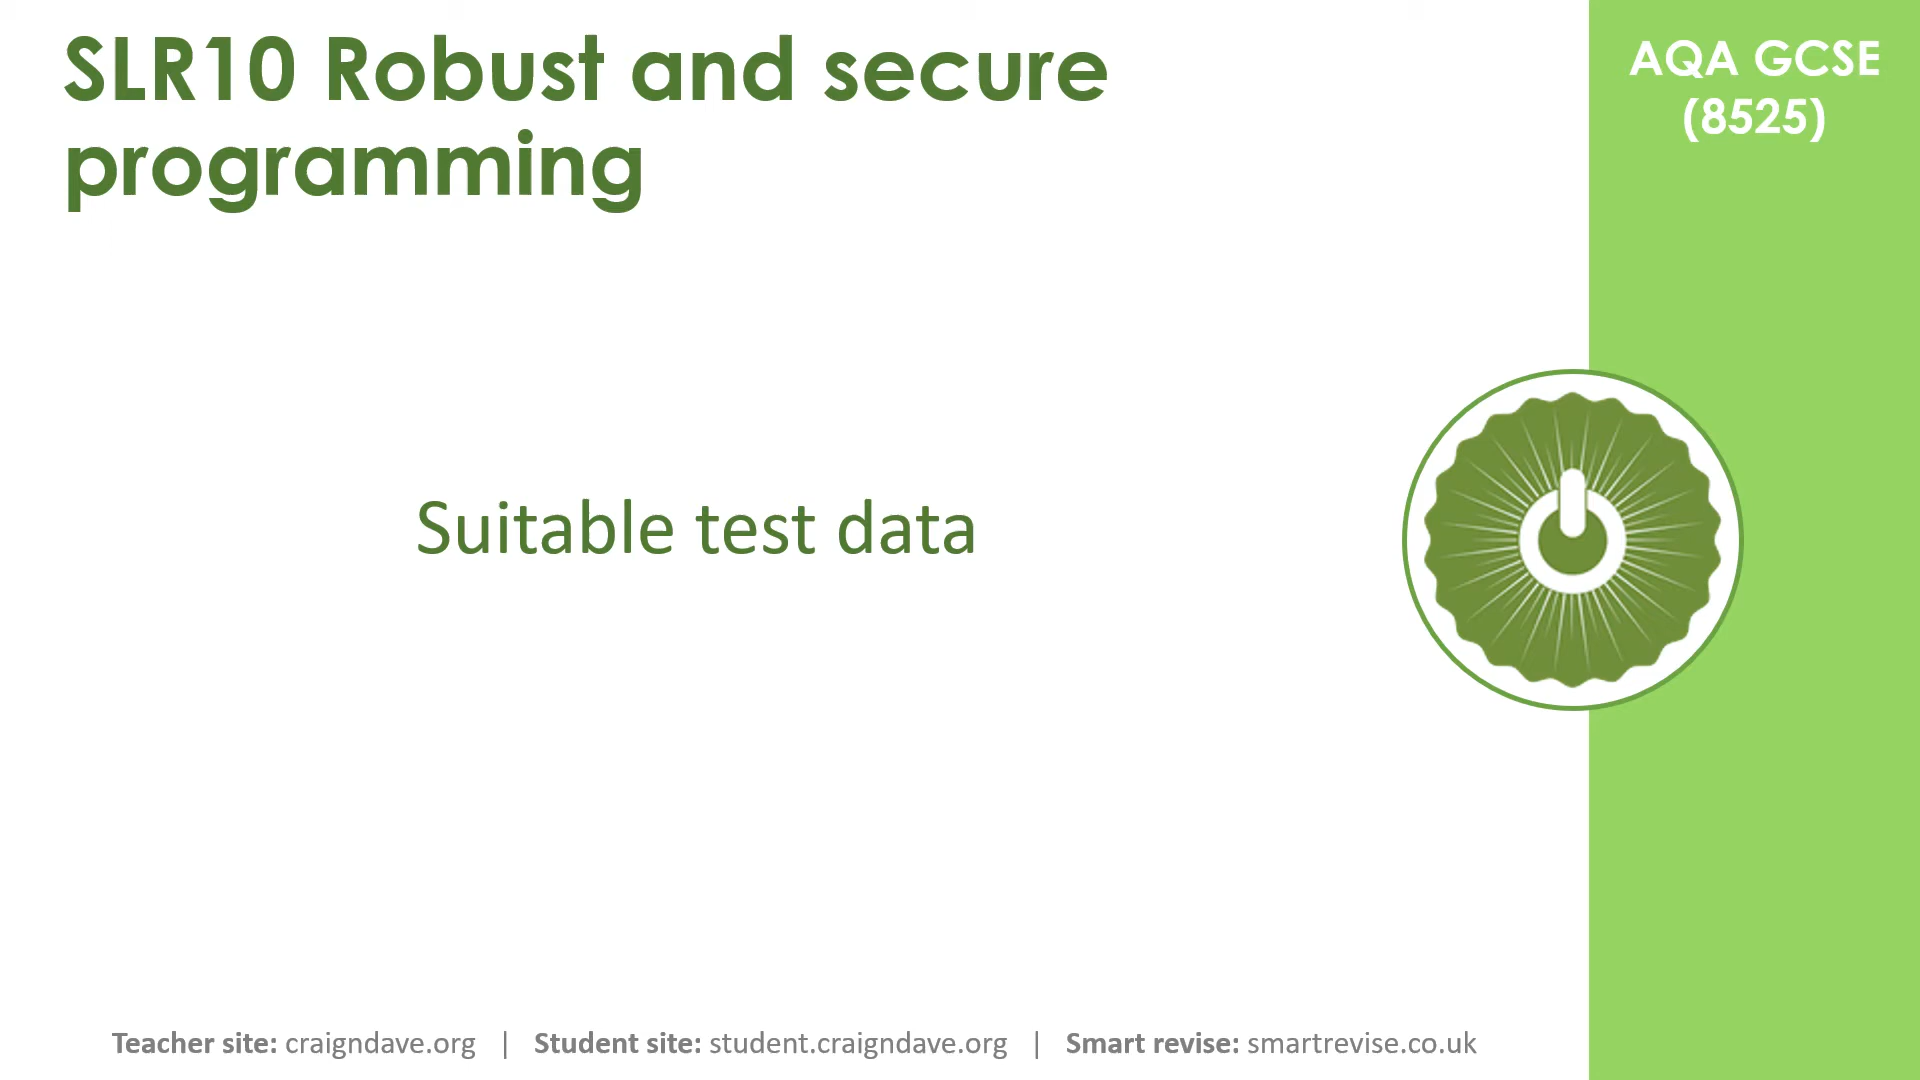 SLR10 Robust and secure
programming
AQA GCSE
(8525)
Suitable test data
Teacher site: craigndave.org | Student site: student.craigndave.org | Smart revise: smartrevise.co.uk